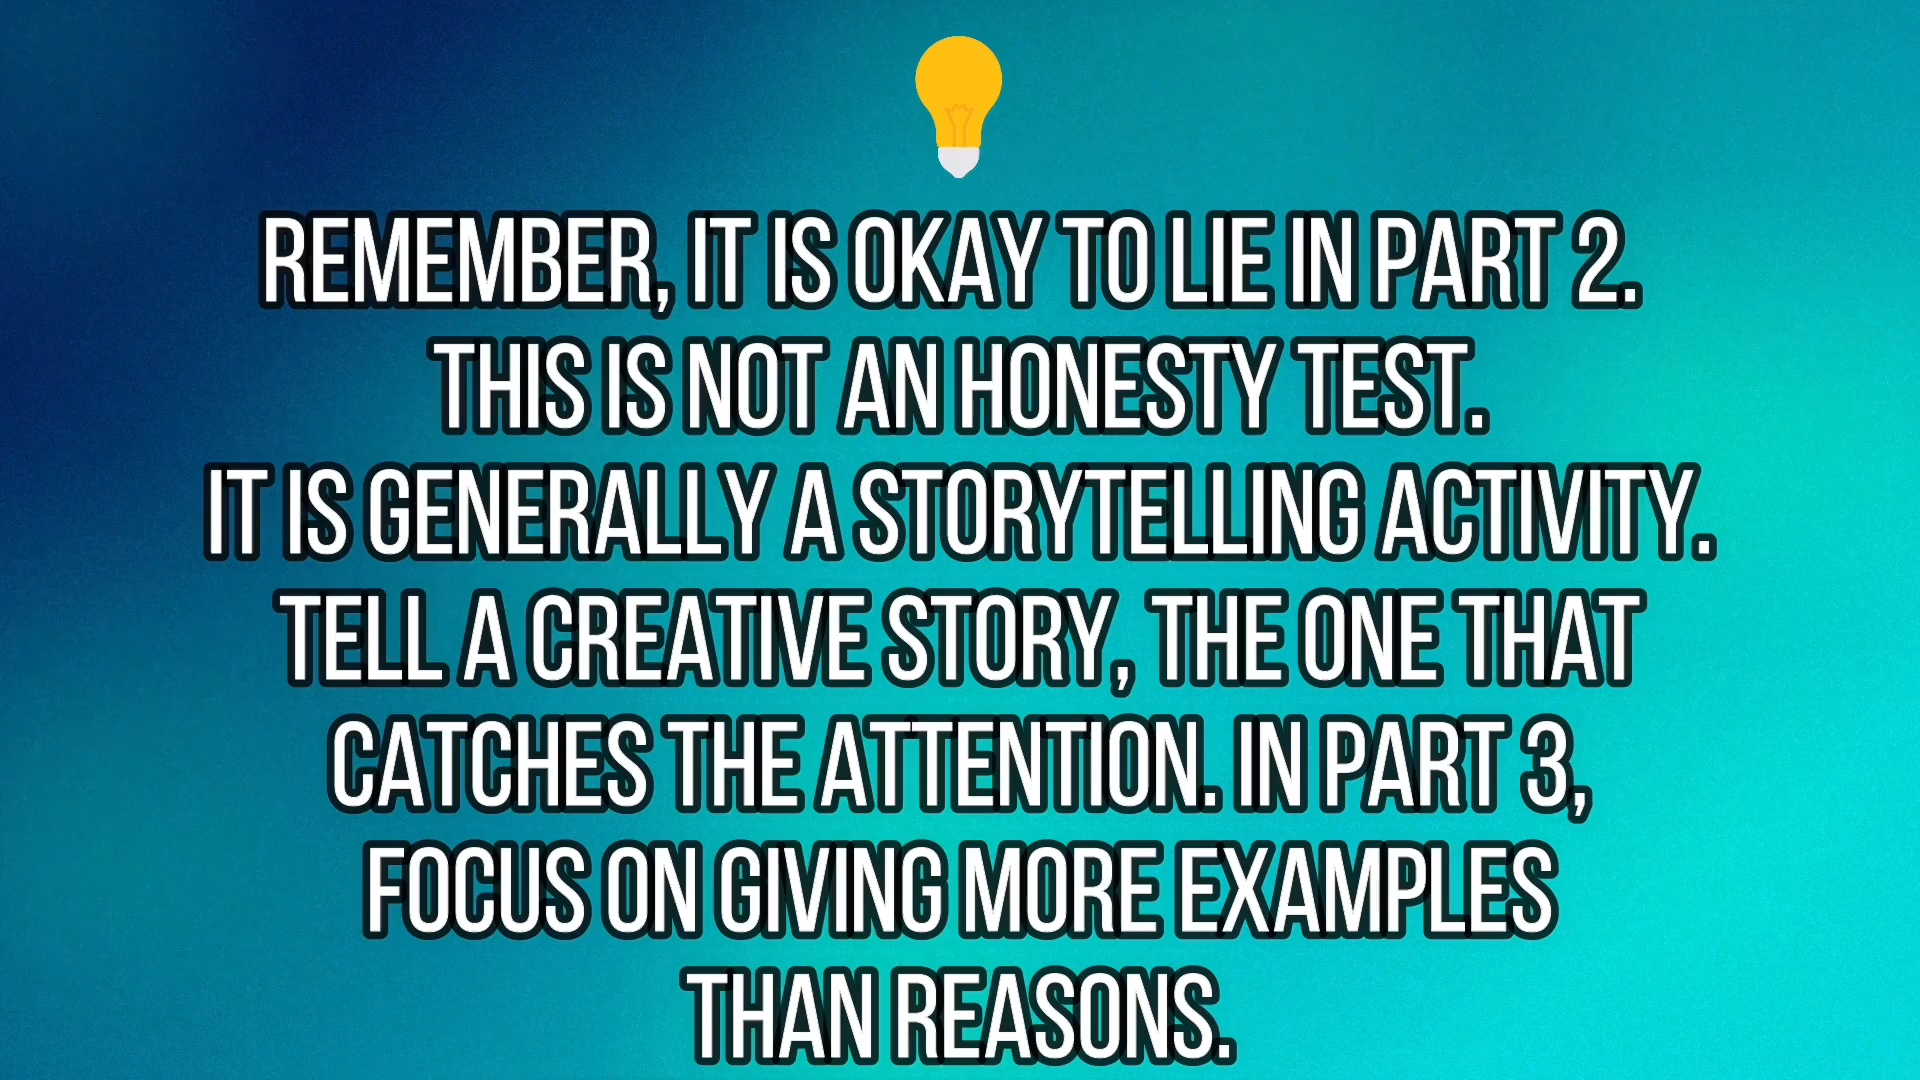 REMEMBER, IT IS OKAY TO LIE IN PART 2.
THIS IS NOT AN HONESTY TEST.
IT IS GENERALLY A STORYTELLING ACTIVITY.
TELL A CREATIVE STORY, THE ONE THAT
CATCHES THE ATTENTION. IN PART 3,
FOCUS ON GIVING MORE EXAMPLES
THAN REASONS.